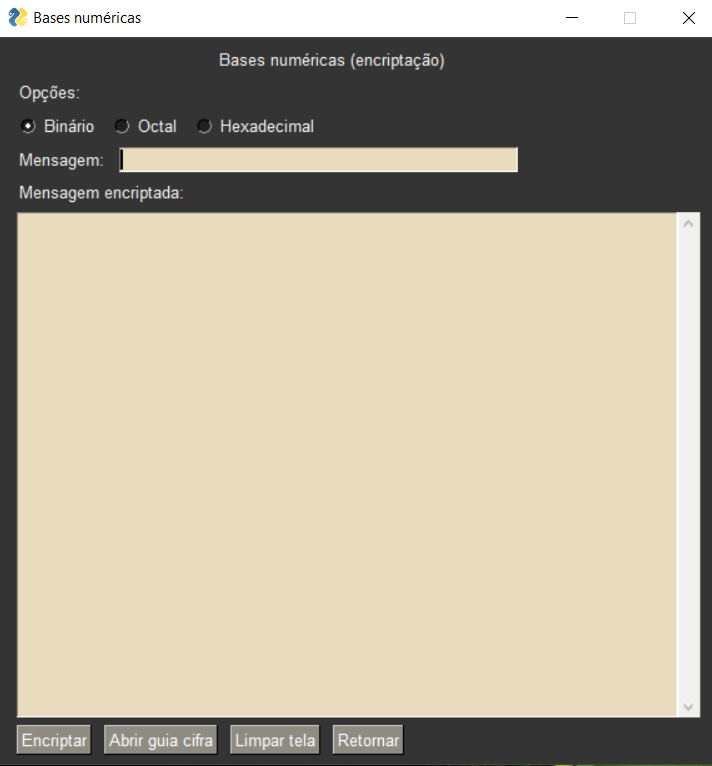 Bases numéricas
Bases numéricas (encriptação)
Opções:
Binário Octal Hexadecimal
Mensagem:
Mensagem encriptada:
Encriptar Abrir guia cifra Limpar tela Retornar